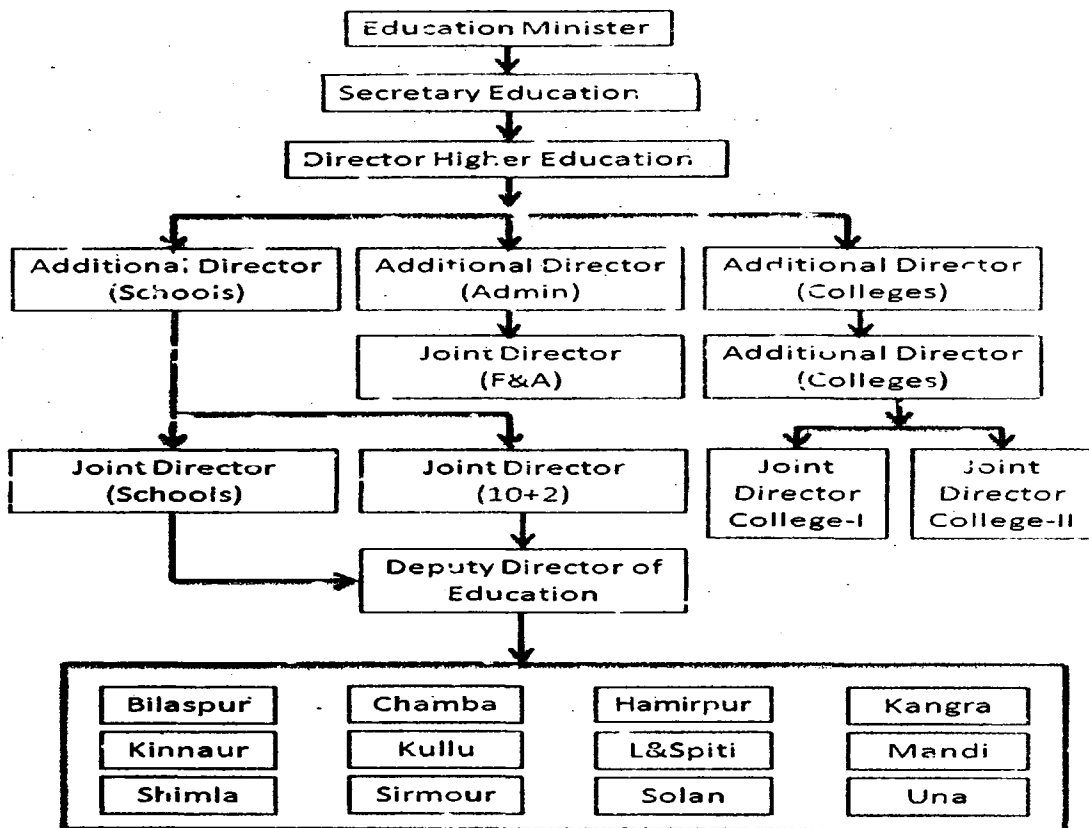 Education Minister
Secretary Education
Director Higher Education
Additional Director
(Schools)
Additional Director
(Admin)
Additional Director
(Colleges)
Joint Director
(F&A)
Additional Director
(Colleges)
Joint Director
(Schools)
Joint Director
(10+2)
Joint
Director
College-I
Joint
Director
College-II
Deputy Director of
Education
Bilaspur
Chamba
Hamirpur
Kangra
Kinnaur
Kullu
L&Spiti
Mandi
Shimla
Sirmour
Solan
Una